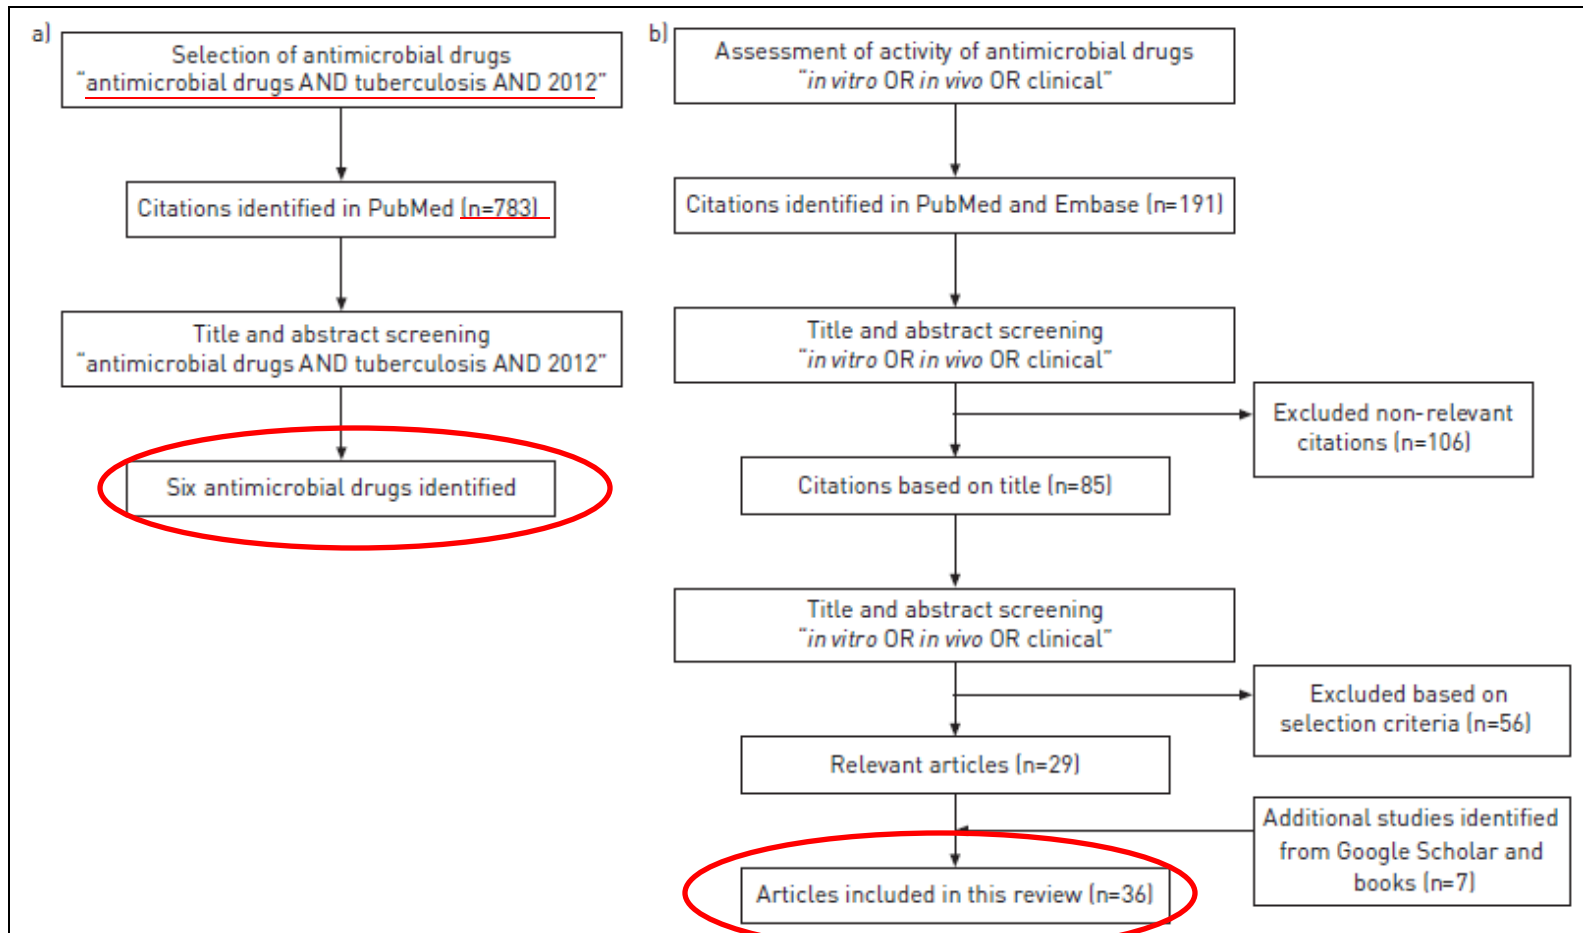 a)
Selection of antimicrobial drugs
"antimicrobial drugs AND tuberculosis AND 2012"
Citations identified in PubMed (n=783)
Title and abstract screening
"antimicrobial drugs AND tuberculosis AND 2012"
Six antimicrobial drugs identified
b)
Assessment of activity of antimicrobial drugs
"in vitro OR in vivo OR clinical"
Citations identified in PubMed and Embase (n=191)
Title and abstract screening
"in vitro OR in vivo OR clinical"
Excluded non-relevant
citations (n=106)
Citations based on title (n=85)
Title and abstract screening
"in vitro OR in vivo OR clinical"
Excluded based on
selection criteria (n=56)
Relevant articles (n=29)
Additional studies identified
from Google Scholar and
books (n=7)
Articles included in this review (n=36)